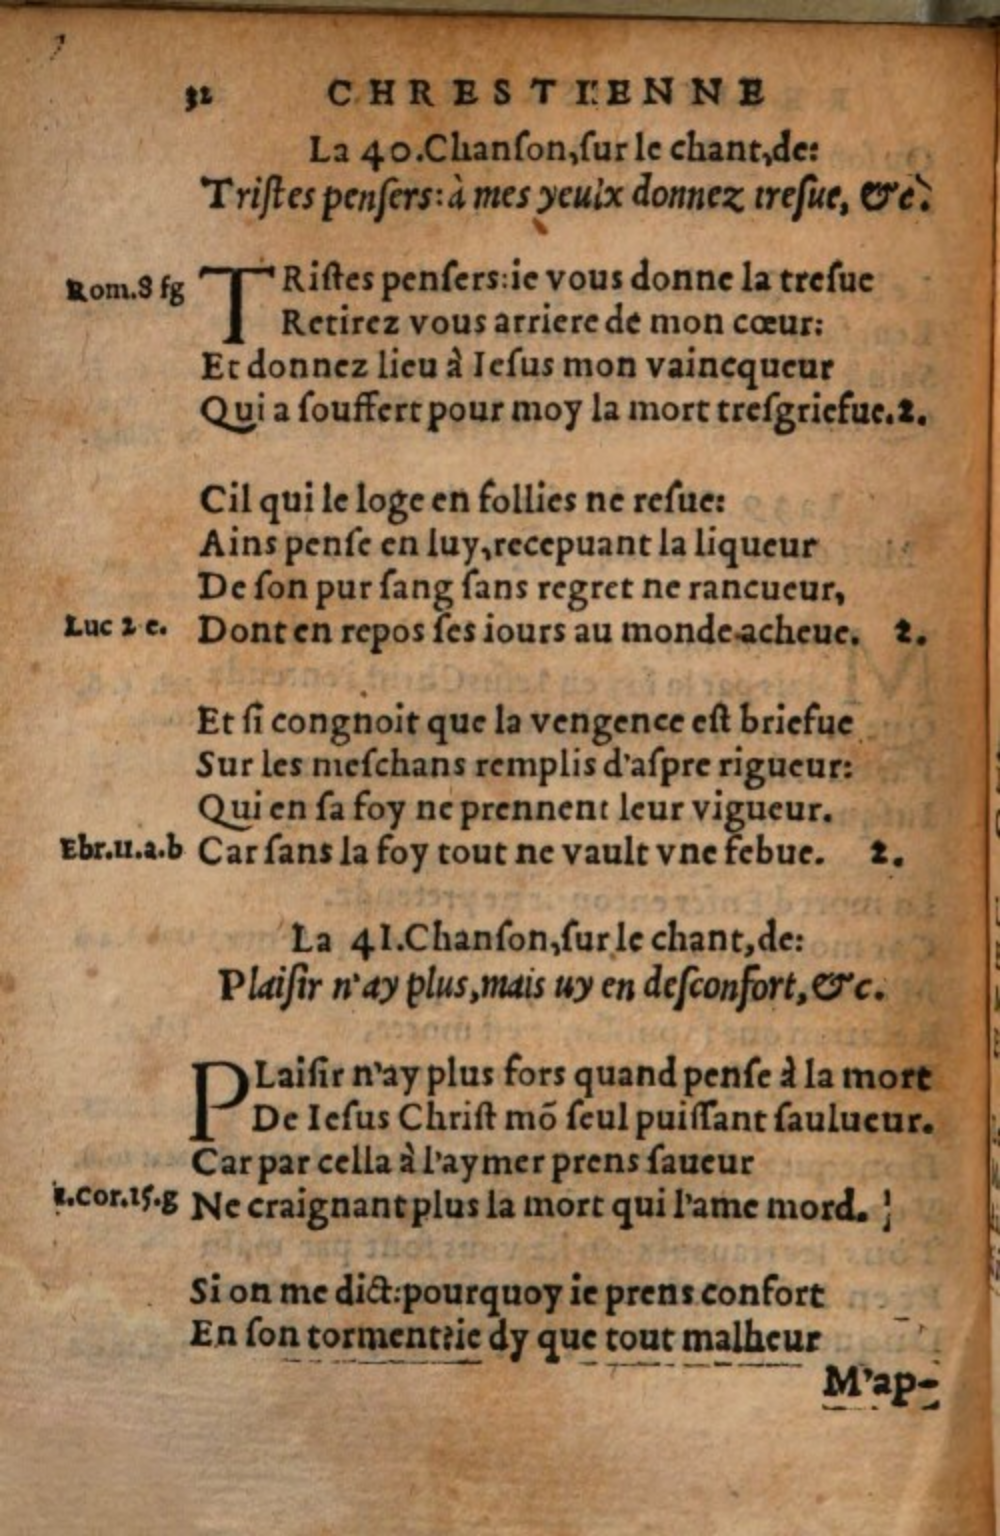 32 CHRESTIENNE
La 40.Chanſon,ſur le chant,de:
Triſtes penſers: à mes yeulx donnez treſue, &c.
Rom.8 fg TRiſtes penſers:ie vous donne la treſue
Retirez vous arriere de mon cœur:
Et donnez lieu à Ieſus mon vaincqueur
Qui a ſouffert pour moy la mort treſgriefue.2.
Cil qui le loge en follies ne reſue:
Ains penſe en luy,recepuant la liqueur
De ſon pur ſang ſans regret ne rancueur,
Luc 2 e. Dont en repos ſes iours au monde acheue. 2.
Et ſi congnoit que la vengence eſt briefue
Sur les meſchans remplis d'aſpre rigueur:
Qui en ſa foy ne prennent leur vigueur.
Ebr.11.a.b Car ſans la foy tout ne vault vne febue. 2.
La 41.Chanſon,ſur le chant,de:
Plaiſir n'ay plus,mais uy en deſconfort,&c.
PLaiſir n'ay plus fors quand penſe à la mort
De Ieſus Chriſt mõ ſeul puiſſant ſaulueur.
Car par cella à l'aymer prens ſaueur
1.Cor.15.g Ne craignant plus la mort qui l'ame mord.
Si on me dict:pourquoy ie prens confort
En ſon torment?ie dy que tout malheur
M'ap-